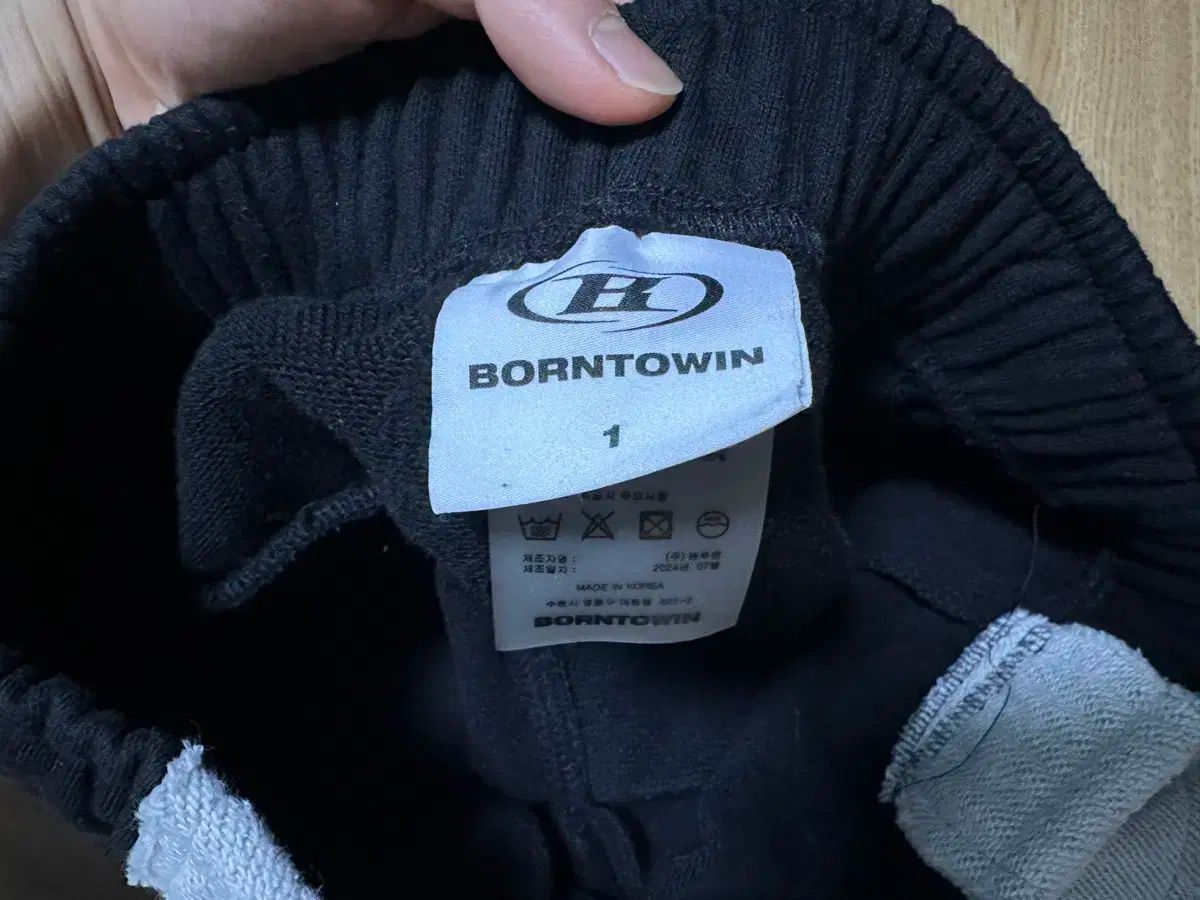 B
BORNTOWIN
1
제조자명 : (주)본투윈
제조일자 : 2024년 07월
MADE IN KOREA
BORNTOWIN